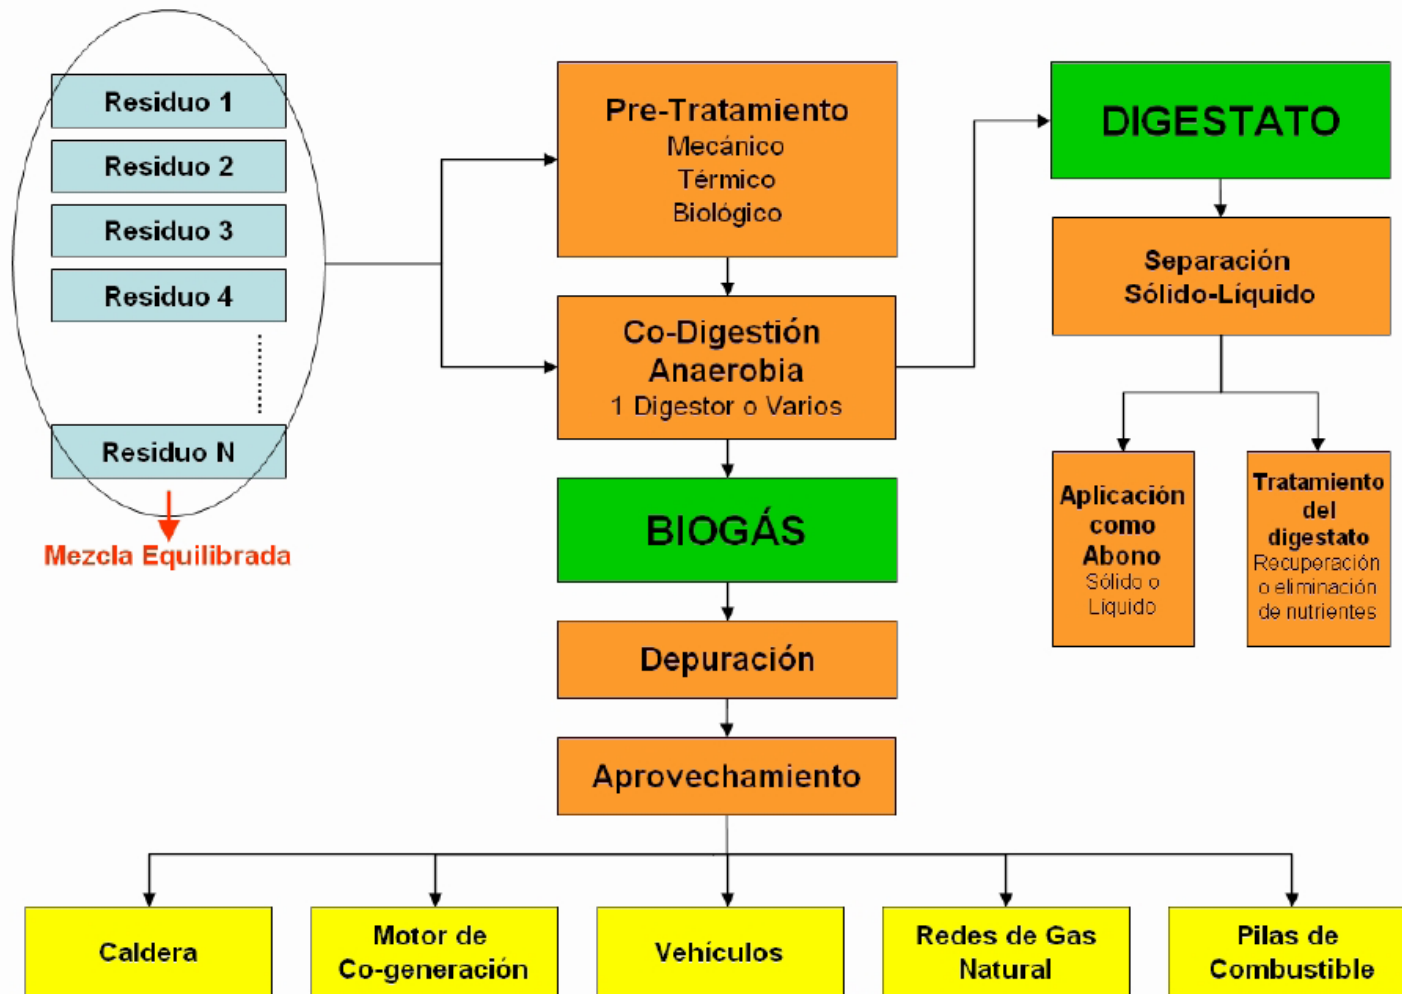 Residuo 1
Residuo 2
Residuo 3
Residuo 4
Residuo N
Mezcla Equilibrada
Pre-Tratamiento
Mecánico
Térmico
Biológico
Co-Digestión
Anaerobia
1 Digestor o Varios
BIOGÁS
Depuración
Aprovechamiento
DIGESTATO
Separación
Sólido-Líquido
Aplicación
como
Abono
Sólido o
Líquido
Tratamiento
del
digestato
Recuperación
o eliminación
de nutrientes
Caldera
Motor de
Co-generación
Vehículos
Redes de Gas
Natural
Pilas de
Combustible